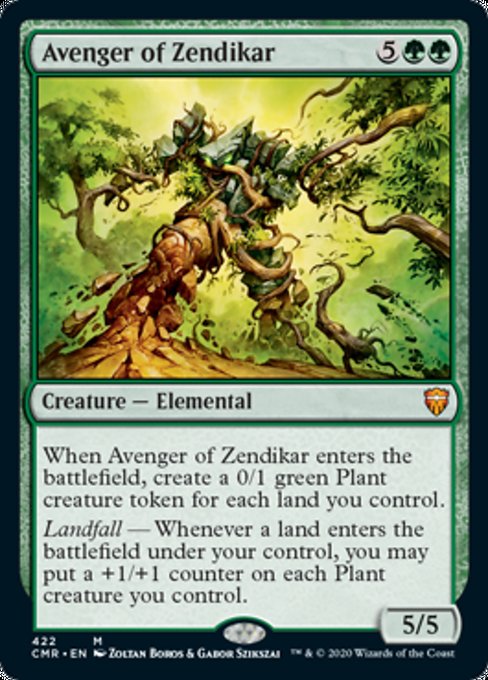 Avenger of Zendikar 5
Creature — Elemental
When Avenger of Zendikar enters the
battlefield, create a 0/1 green Plant
creature token for each land you control.
Landfall — Whenever a land enters the
battlefield under your control, you may
put a +1/+1 counter on each Plant
creature you control.
5/5
422 M
CMR • EN Zoltan Boros & Gabor Szikszai ™ & © 2020 Wizards of the Coast